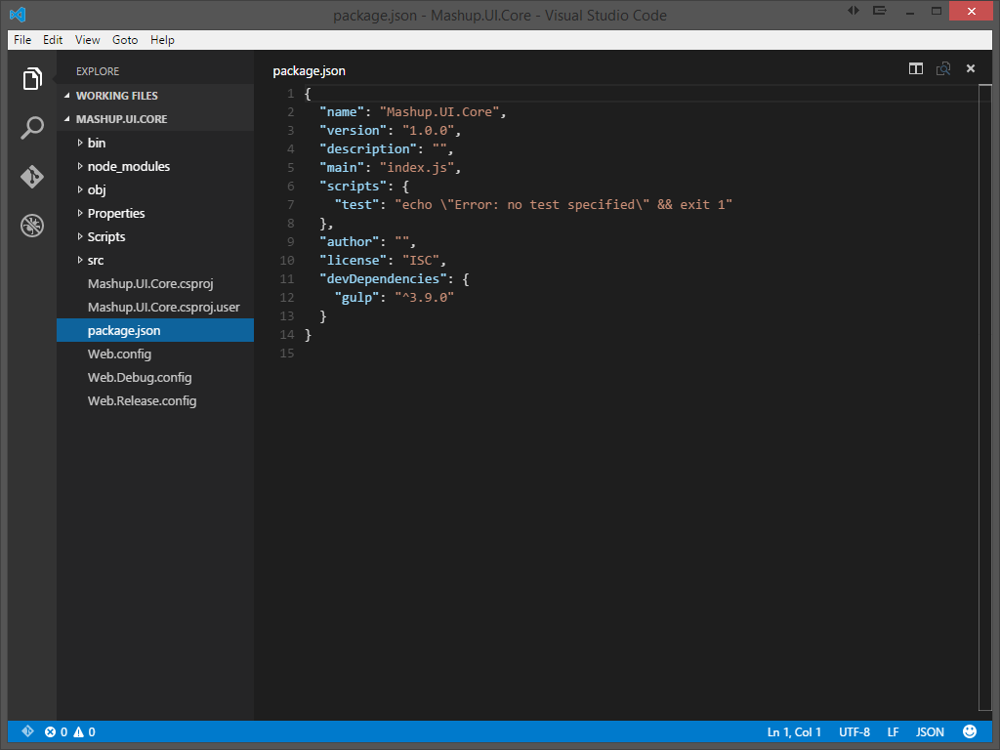 package.json - Mashup.UI.Core - Visual Studio Code
File Edit View Goto Help
EXPLORE
WORKING FILES
MASHUP.UI.CORE
bin
node_modules
obj
Properties
Scripts
src
Mashup.UI.Core.csproj
Mashup.UI.Core.csproj.user
package.json
Web.config
Web.Debug.config
Web.Release.config
package.json
1 {
2   "name": "Mashup.UI.Core",
3   "version": "1.0.0",
4   "description": "",
5   "main": "index.js",
6   "scripts": {
7     "test": "echo \"Error: no test specified\" && exit 1"
8   },
9   "author": "",
10   "license": "ISC",
11   "devDependencies": {
12     "gulp": "^3.9.0"
13   }
14 }
15
0 0 Ln 1, Col 1 UTF-8 LF JSON